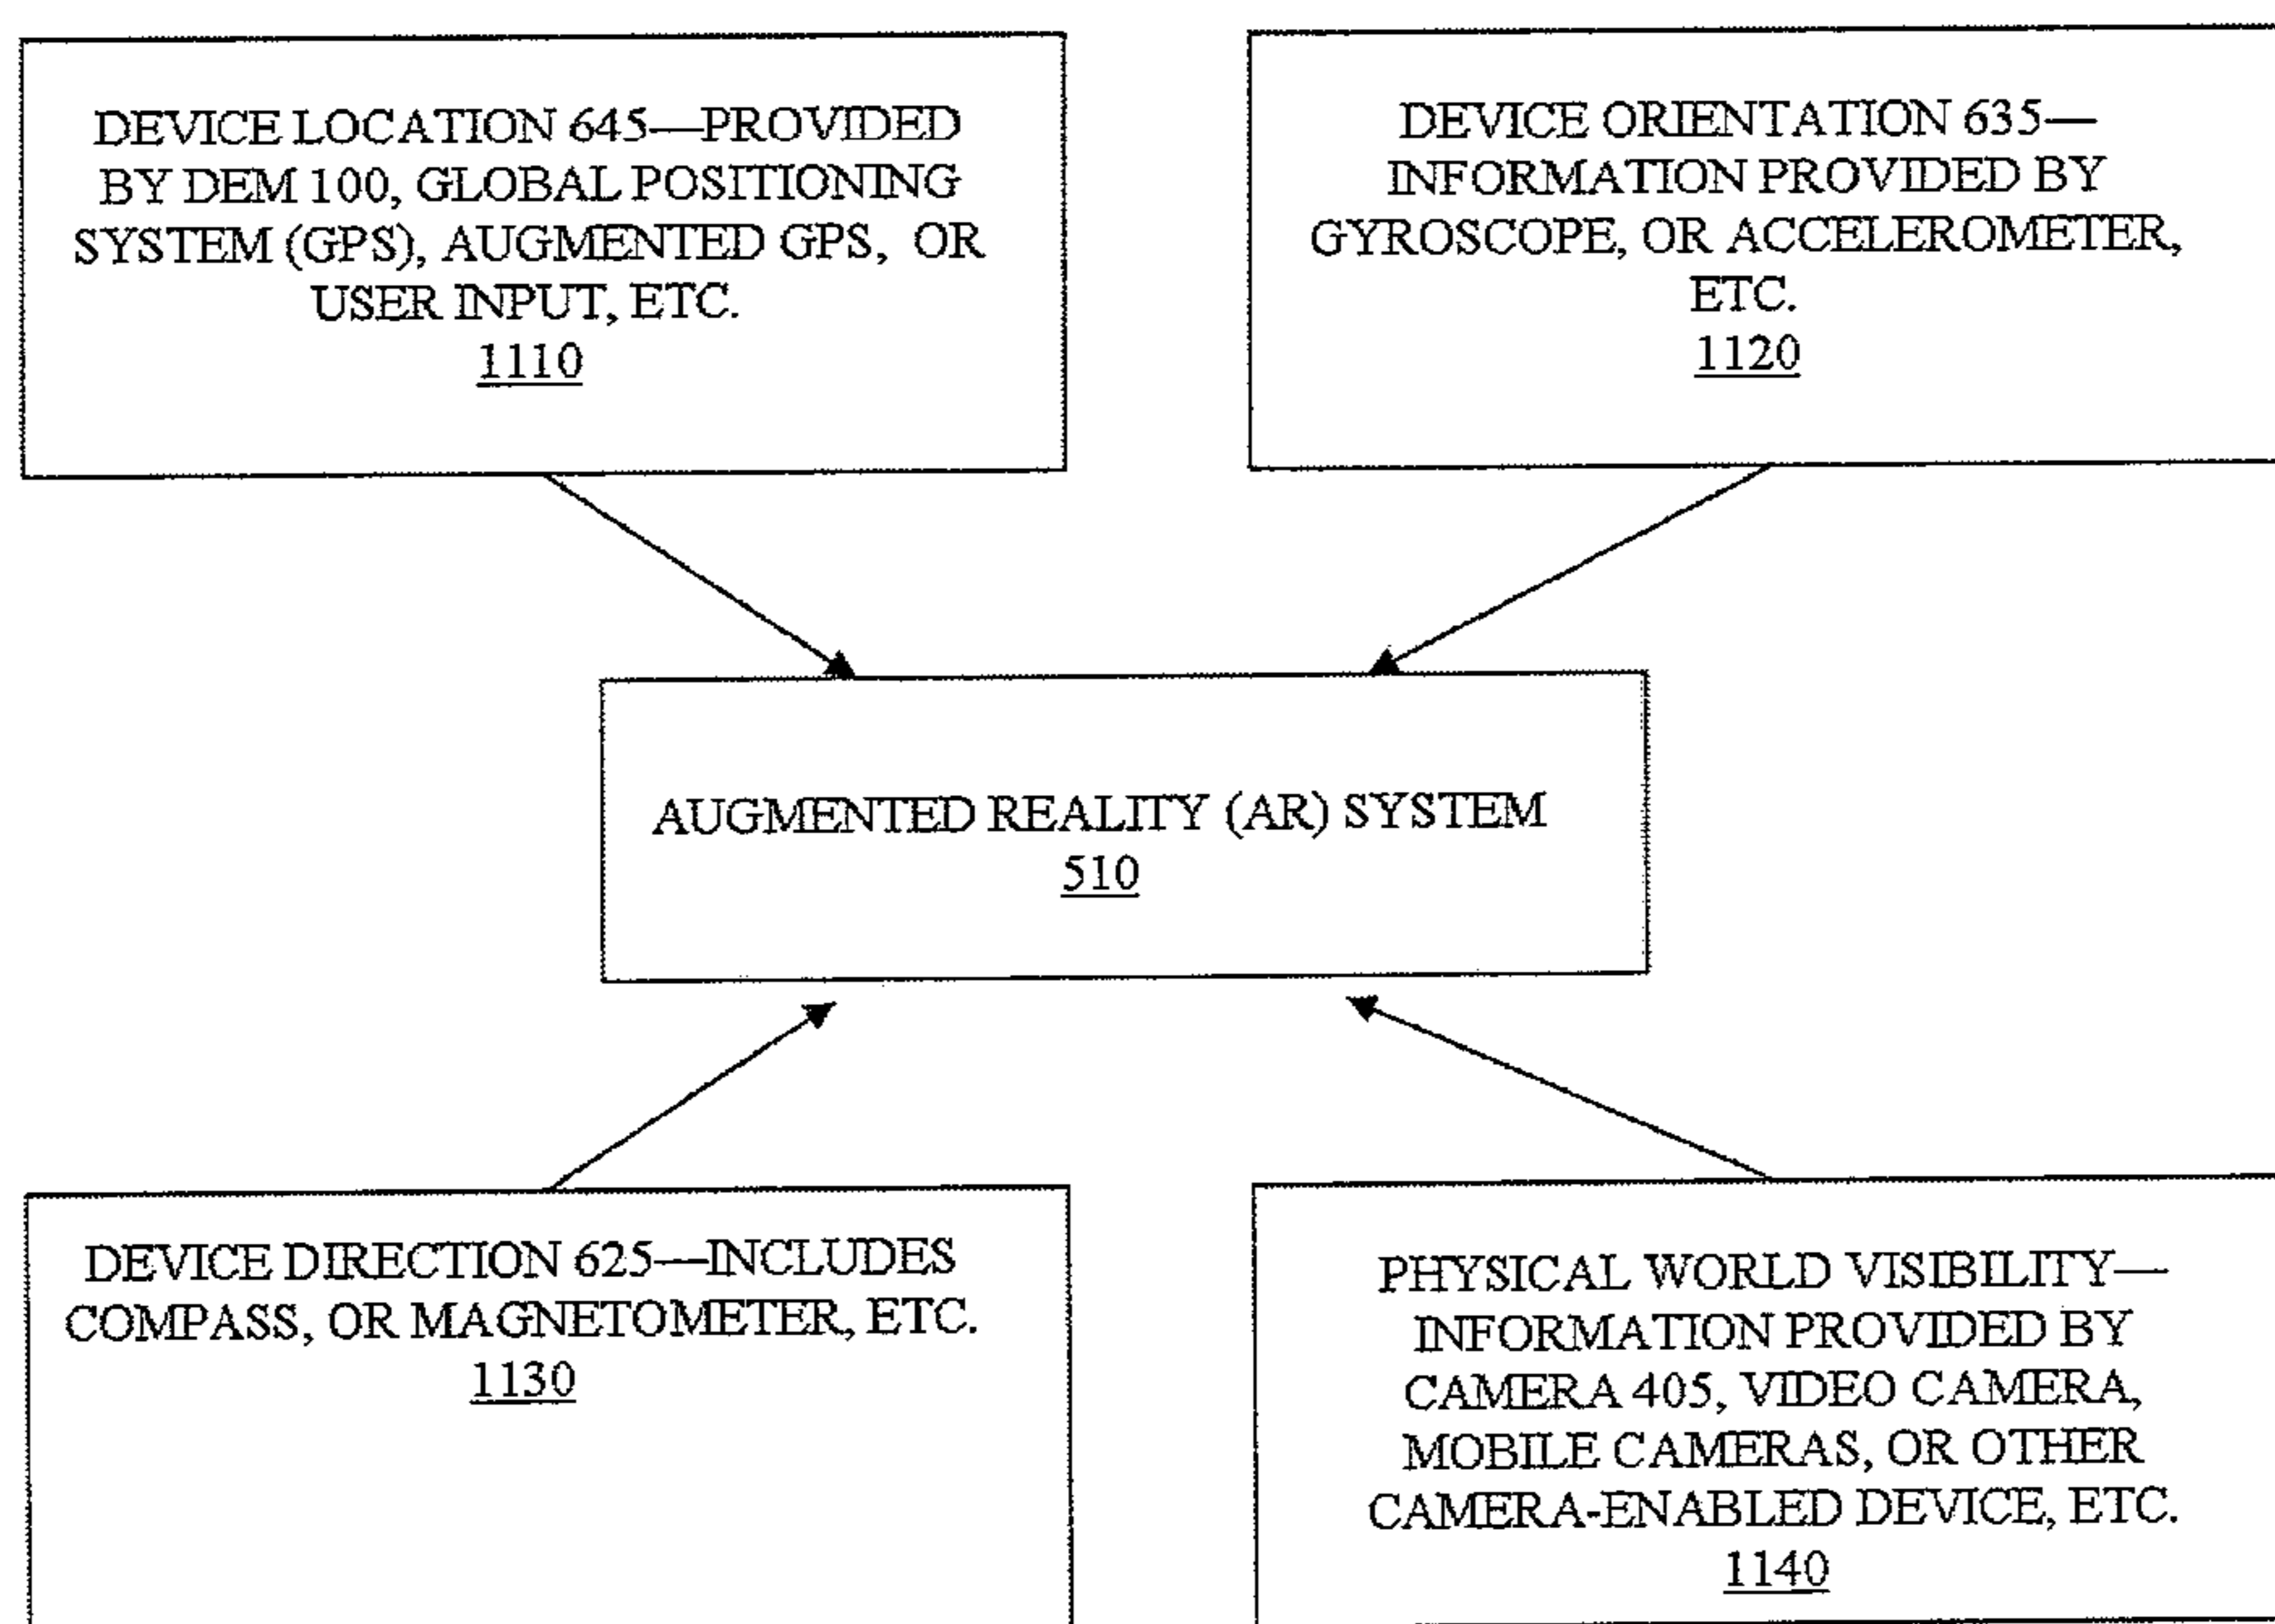 DEVICE LOCATION 645—PROVIDED
BY DEM 100, GLOBAL POSITIONING
SYSTEM (GPS), AUGMENTED GPS, OR
USER INPUT, ETC.
1110
DEVICE ORIENTATION 635—
INFORMATION PROVIDED BY
GYROSCOPE, OR ACCELEROMETER,
ETC.
1120
AUGMENTED REALITY (AR) SYSTEM
510
DEVICE DIRECTION 625—INCLUDES
COMPASS, OR MAGNETOMETER, ETC.
1130
PHYSICAL WORLD VISIBILITY—
INFORMATION PROVIDED BY
CAMERA 405, VIDEO CAMERA,
MOBILE CAMERAS, OR OTHER
CAMERA-ENABLED DEVICE, ETC.
1140